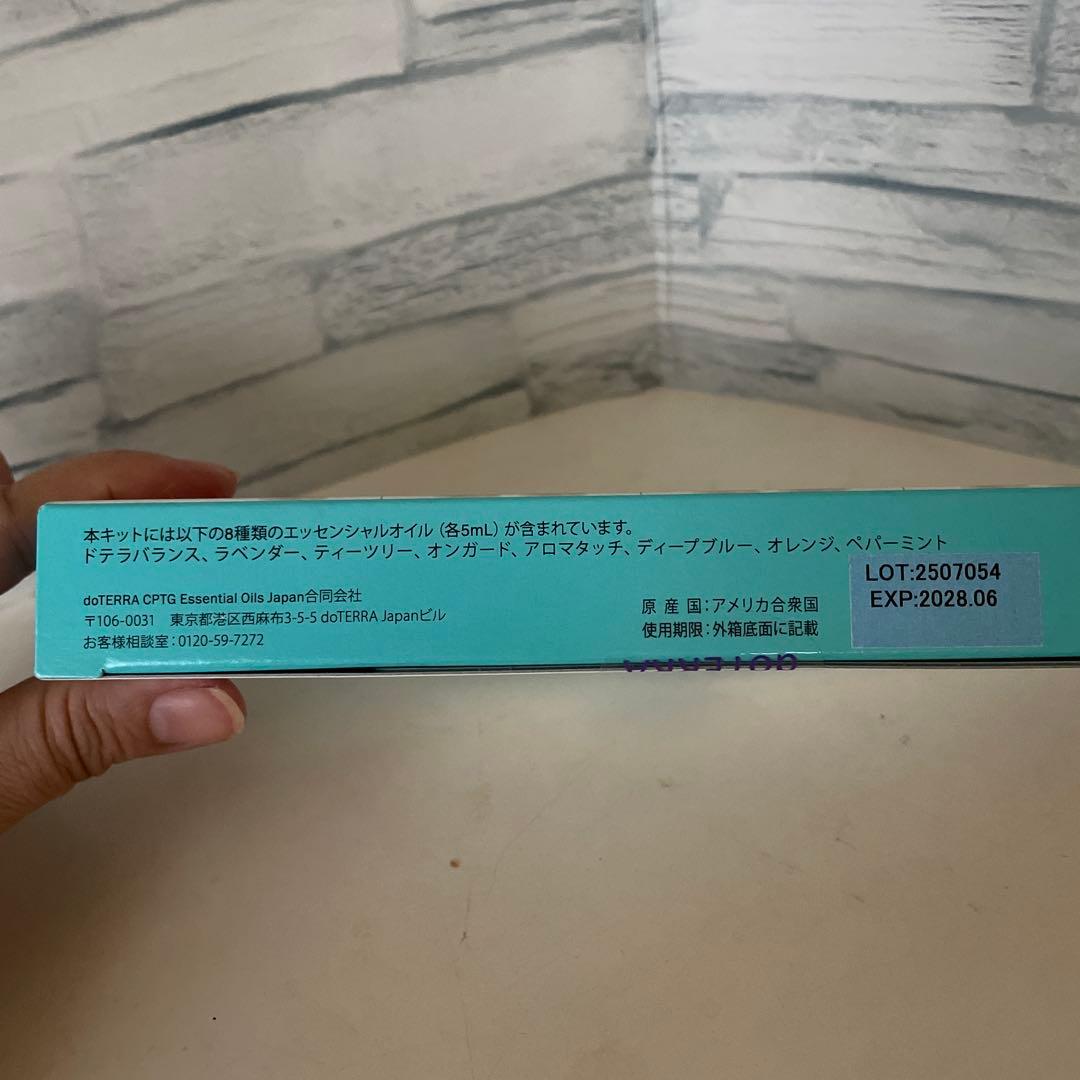 本キットには以下の8種類のエッセンシャルオイル（各5mL）が含まれています。
ドテラバランス、ラベンダー、ティーツリー、オンガード、アロマタッチ、ディープブルー、オレンジ、ペパーミント
doTERRA CPTG Essential Oils Japan合同会社
〒106-0031　東京都港区西麻布3-5-5 doTERRA Japanビル
お客様相談室：0120-59-7272
原 産 国：アメリカ合衆国
使用期限：外箱底面に記載
LOT:2507054
EXP:2028.06
doTERRA